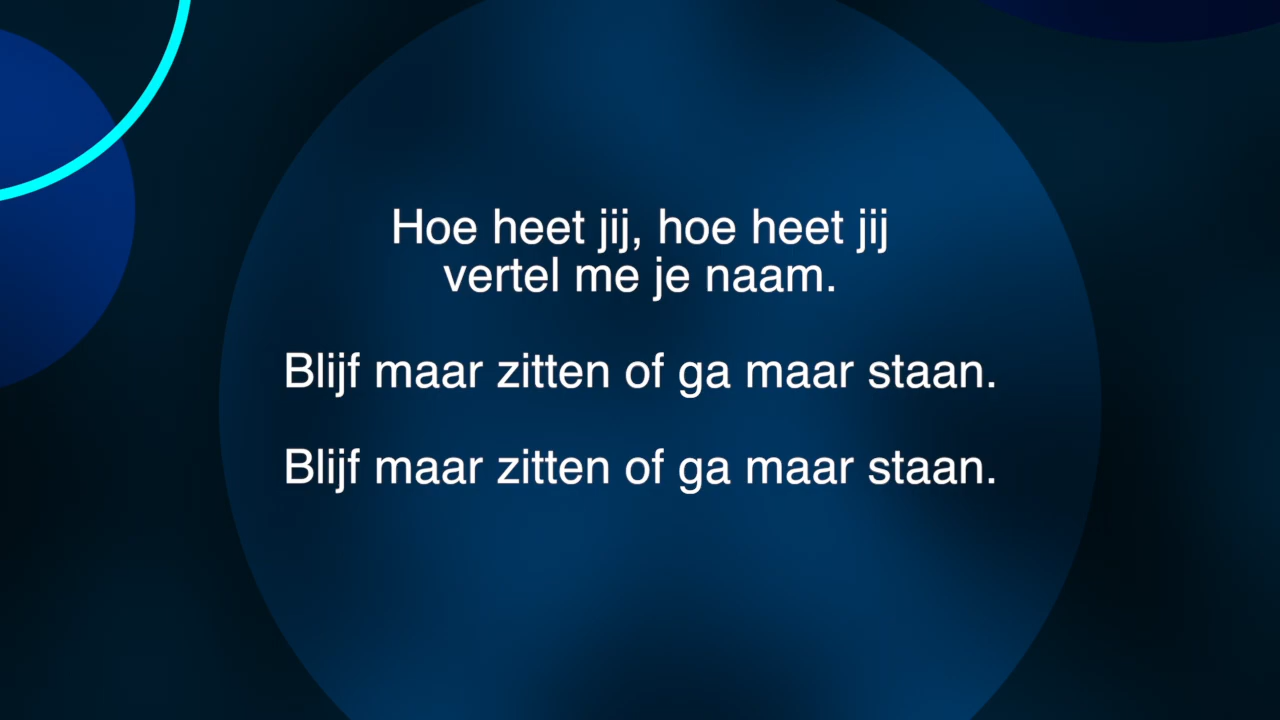 Hoe heet jij, hoe heet jij
vertel me je naam.
Blijf maar zitten of ga maar staan.
Blijf maar zitten of ga maar staan.